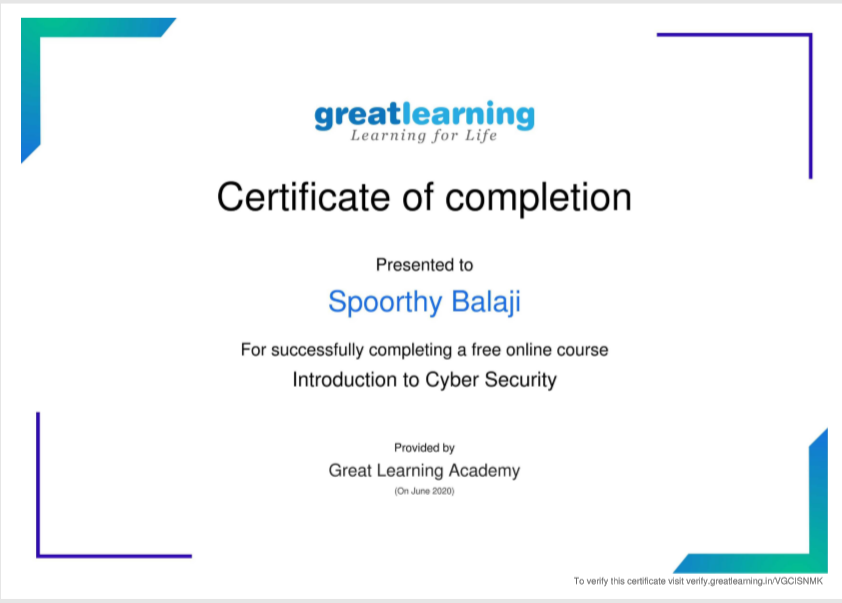 greatlearning
Learning for Life
Certificate of completion
Presented to
Spoorthy Balaji
For successfully completing a free online course
Introduction to Cyber Security
Provided by
Great Learning Academy
(On June 2020)
To verify this certificate visit verify.greatlearning.in/VGCISNMK